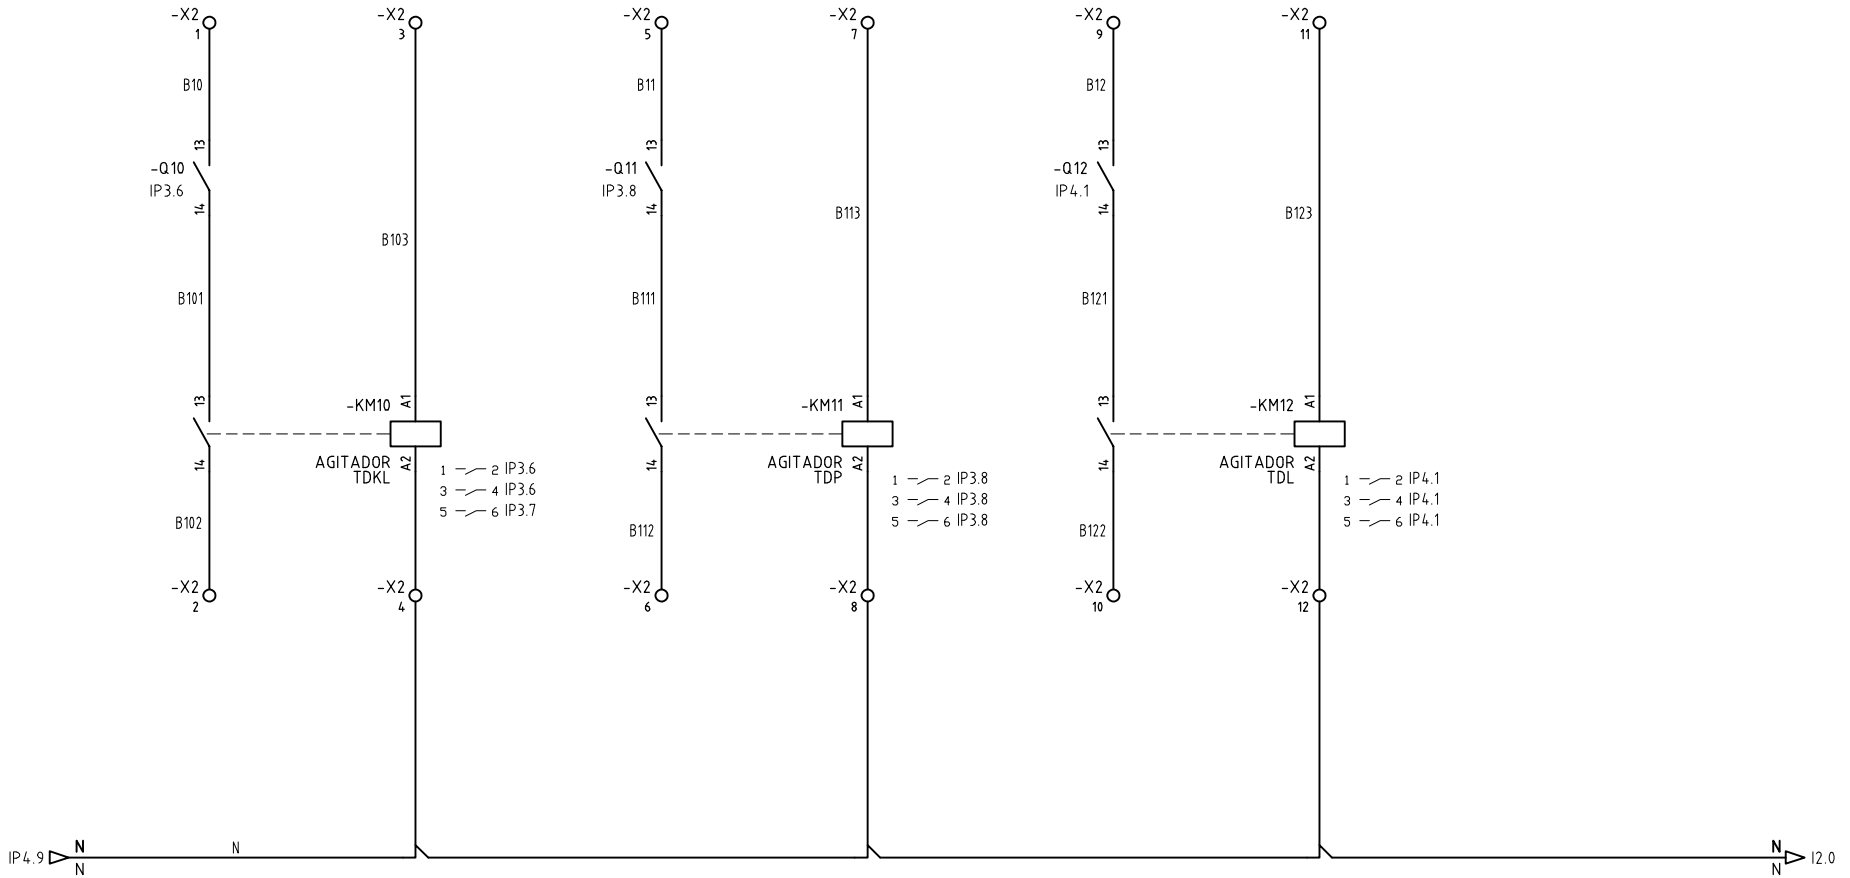 -X2
1
-X2
3
-X2
5
-X2
7
-X2
9
-X2
11
B10
B11
B12
13
-Q10
IP3.6
14
13
-Q11
IP3.8
14
13
-Q12
IP4.1
14
B103
B113
B123
B101
B111
B121
13
14
-KM10
A1
A2
AGITADOR
TDKL
1 2 IP3.6
3 4 IP3.6
5 6 IP3.7
13
14
-KM11
A1
A2
AGITADOR
TDP
1 2 IP3.8
3 4 IP3.8
5 6 IP3.8
13
14
-KM12
A1
A2
AGITADOR
TDL
1 2 IP4.1
3 4 IP4.1
5 6 IP4.1
B102
B112
B122
-X2
2
-X2
4
-X2
6
-X2
8
-X2
10
-X2
12
IP4.9
N
N
N
N
N
I2.0